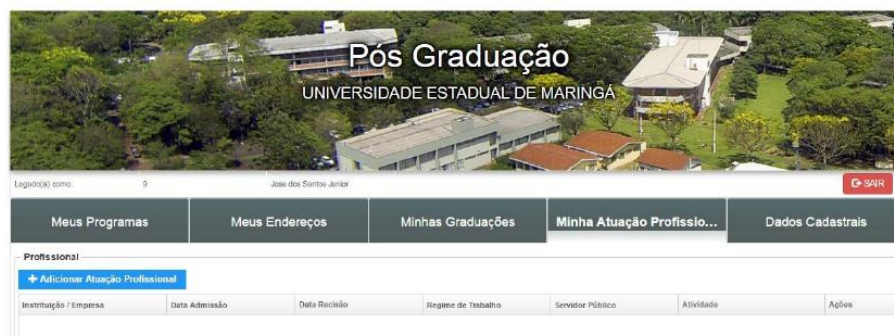 Pós Graduação
UNIVERSIDADE ESTADUAL DE MARINGÁ
Logado(a) como: 9 Jose dos Santos Junior SAIR
Meus Programas Meus Endereços Minhas Graduações Minha Atuação Profissio... Dados Cadastrais
Profissional
+ Adicionar Atuação Profissional
Instituição / Empresa Data Admissão Data Recisão Regime de Trabalho Servidor Público Atividade Ações